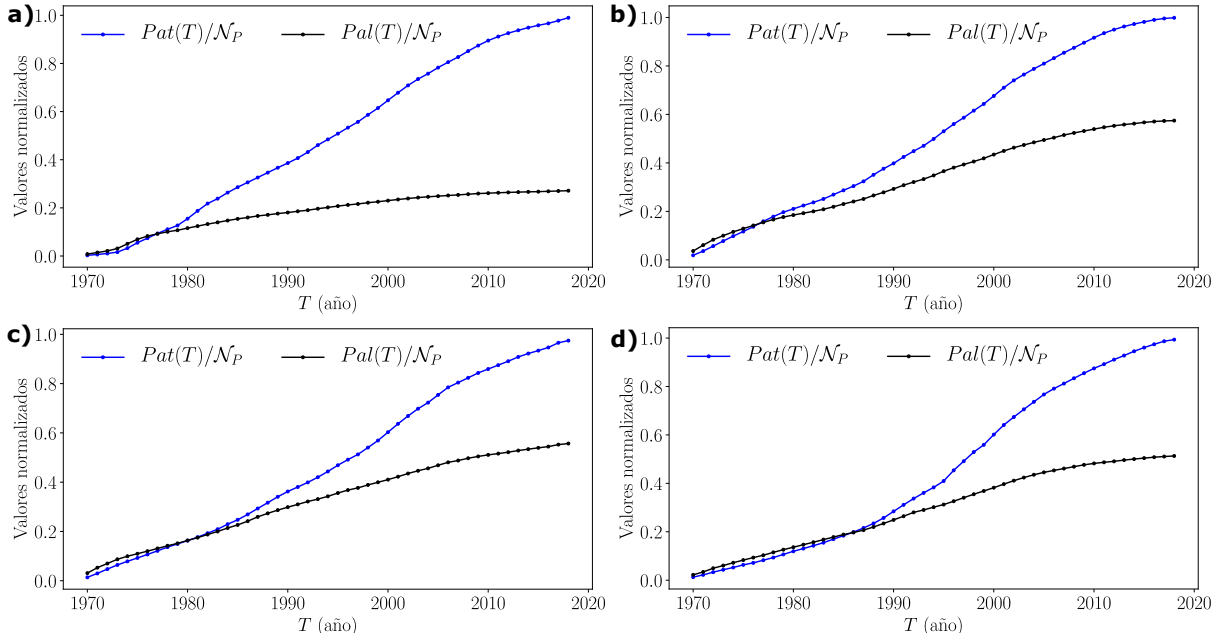 a)
Pat(T)/𝒩_P
Pal(T)/𝒩_P
Valores normalizados
1.0
0.8
0.6
0.4
0.2
0.0
1970 1980 1990 2000 2010 2020
T (año)
b)
Pat(T)/𝒩_P
Pal(T)/𝒩_P
Valores normalizados
1.0
0.8
0.6
0.4
0.2
0.0
1970 1980 1990 2000 2010 2020
T (año)
c)
Pat(T)/𝒩_P
Pal(T)/𝒩_P
Valores normalizados
1.0
0.8
0.6
0.4
0.2
0.0
1970 1980 1990 2000 2010 2020
T (año)
d)
Pat(T)/𝒩_P
Pal(T)/𝒩_P
Valores normalizados
1.0
0.8
0.6
0.4
0.2
0.0
1970 1980 1990 2000 2010 2020
T (año)